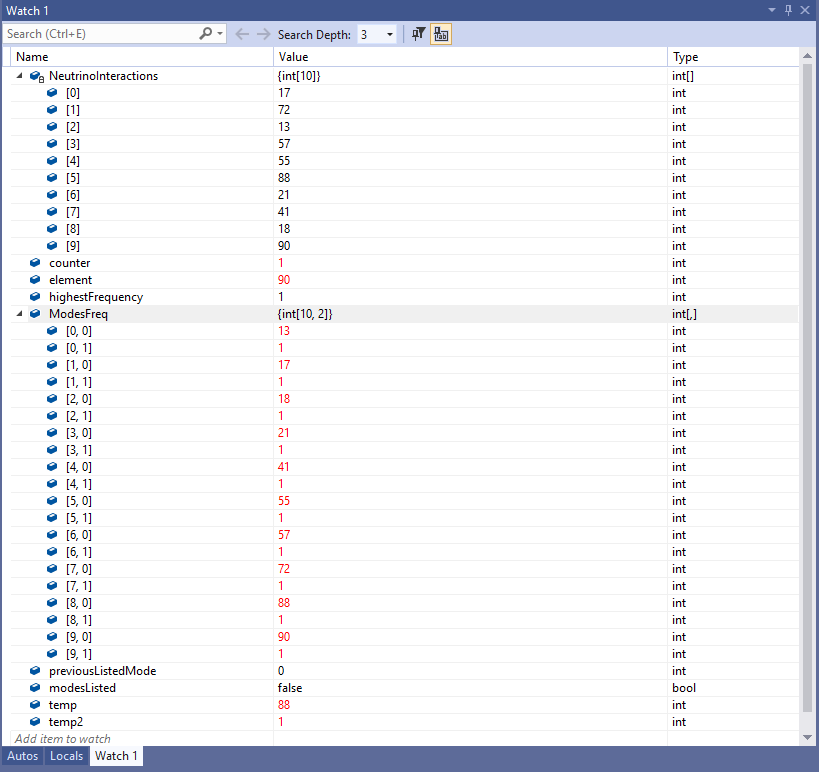 Watch 1
Search (Ctrl+E) Search Depth: 3
Name Value Type
NeutrinoInteractions {int[10]} int[]
[0] 17 int
[1] 72 int
[2] 13 int
[3] 57 int
[4] 55 int
[5] 88 int
[6] 21 int
[7] 41 int
[8] 18 int
[9] 90 int
counter 1 int
element 90 int
highestFrequency 1 int
ModesFreq {int[10, 2]} int[,]
[0, 0] 13 int
[0, 1] 1 int
[1, 0] 17 int
[1, 1] 1 int
[2, 0] 18 int
[2, 1] 1 int
[3, 0] 21 int
[3, 1] 1 int
[4, 0] 41 int
[4, 1] 1 int
[5, 0] 55 int
[5, 1] 1 int
[6, 0] 57 int
[6, 1] 1 int
[7, 0] 72 int
[7, 1] 1 int
[8, 0] 88 int
[8, 1] 1 int
[9, 0] 90 int
[9, 1] 1 int
previousListedMode 0 int
modesListed false bool
temp 88 int
temp2 1 int
Add item to watch
Autos Locals Watch 1